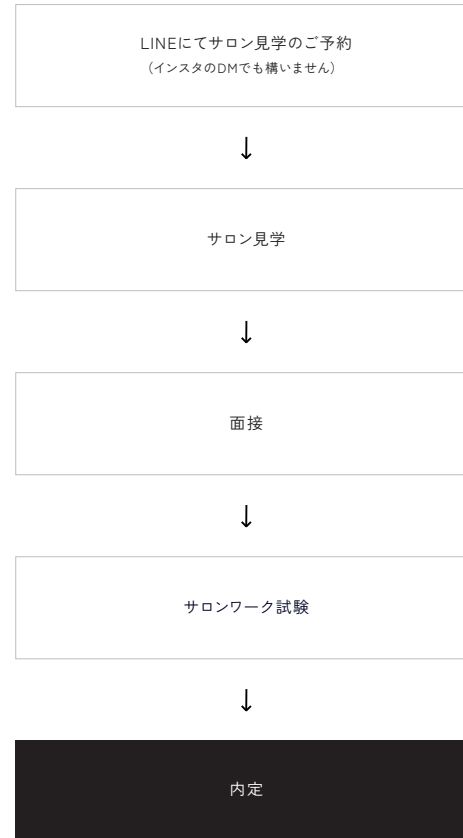 LINEにてサロン見学のご予約
(インスタのDMでも構いません)
↓
サロン見学
↓
面接
↓
サロンワーク試験
↓
内定